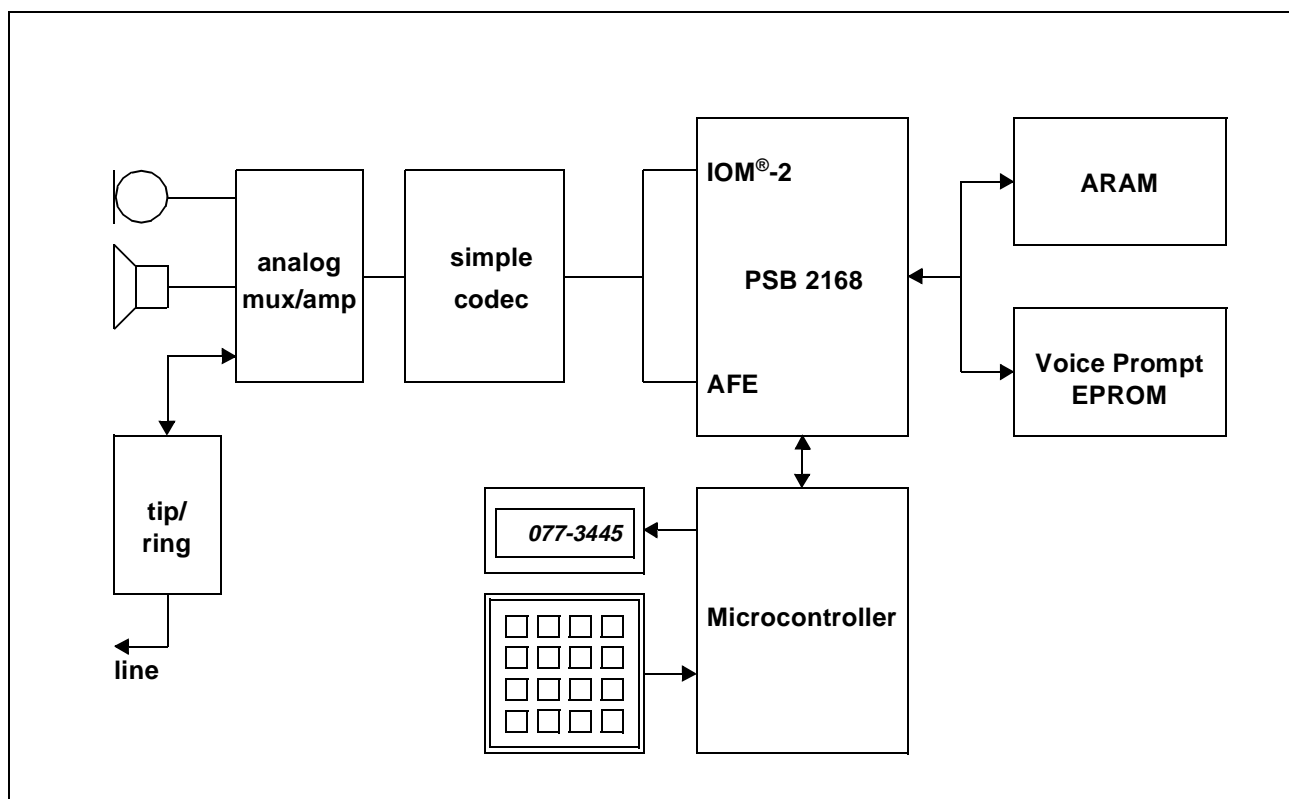 IOM®-2
ARAM
analog
mux/amp
simple
codec
PSB 2168
AFE
Voice Prompt
EPROM
tip/
ring
077-3445
Microcontroller
line